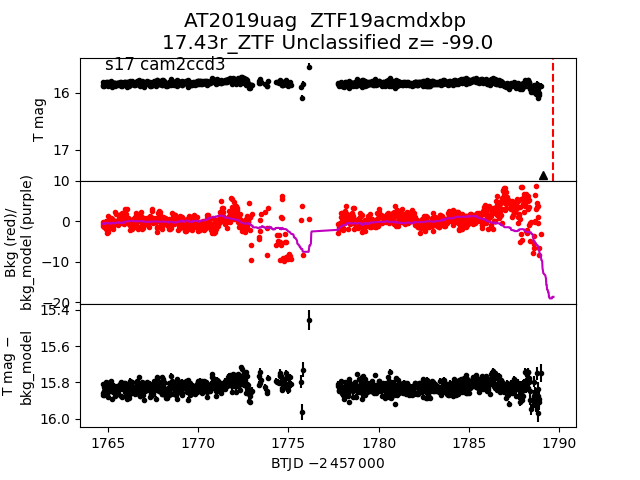 AT2019uag  ZTF19acmdxbp
17.43r_ZTF Unclassified z= -99.0
s17 cam2ccd3
16
17
T mag
10
0
−10
−20
Bkg (red)/
bkg_model (purple)
15.4
15.6
15.8
16.0
T mag −
bkg_model
1765 1770 1775 1780 1785 1790
BTJD −2 457 000